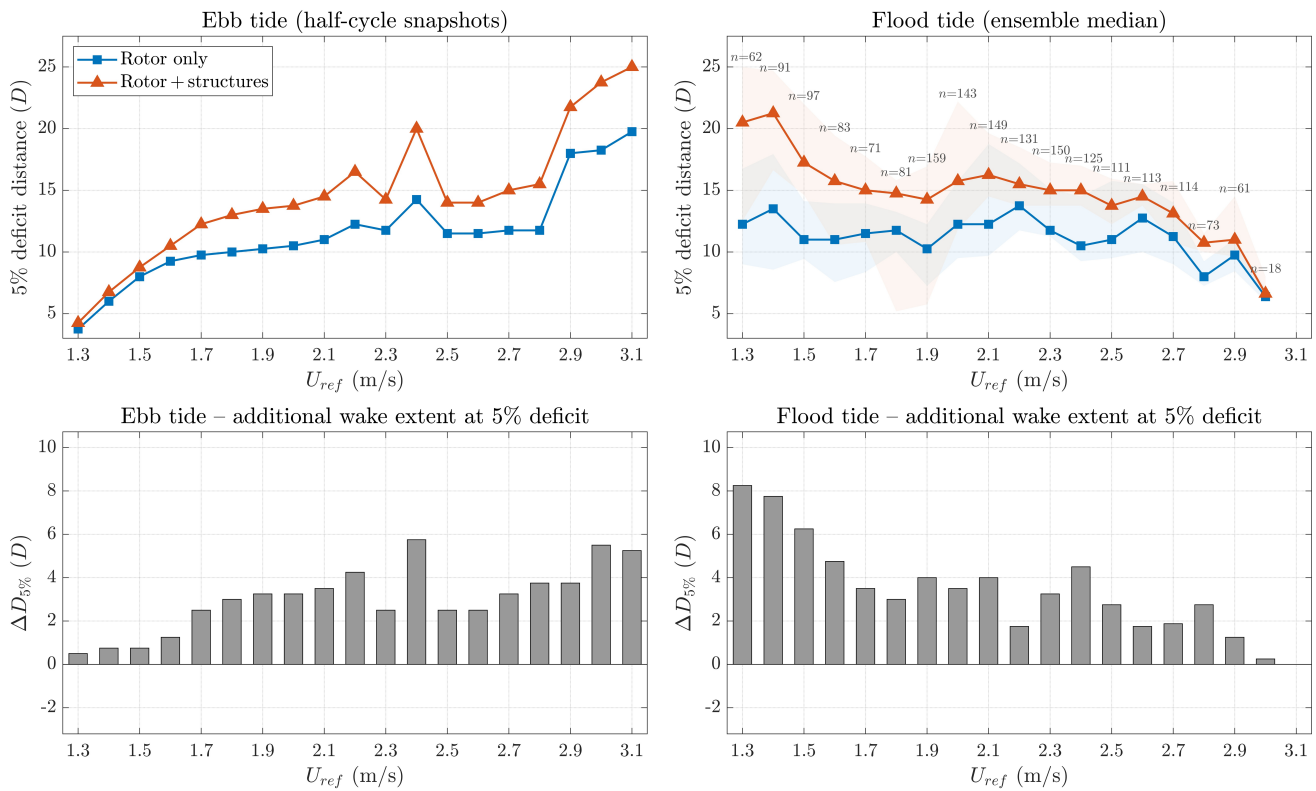 Ebb tide (half-cycle snapshots)
5% deficit distance (D)
25
20
15
10
5
Rotor only
Rotor + structures
1.3 1.5 1.7 1.9 2.1 2.3 2.5 2.7 2.9 3.1
U_ref (m/s)
Flood tide (ensemble median)
5% deficit distance (D)
25
20
15
10
5
n=62
n=91
n=97
n=83
n=71
n=81
n=159
n=143
n=149
n=131
n=150
n=125
n=111
n=113
n=114
n=73
n=61
n=18
1.3 1.5 1.7 1.9 2.1 2.3 2.5 2.7 2.9 3.1
U_ref (m/s)
Ebb tide – additional wake extent at 5% deficit
ΔD_5% (D)
10
8
6
4
2
0
-2
1.3 1.5 1.7 1.9 2.1 2.3 2.5 2.7 2.9 3.1
U_ref (m/s)
Flood tide – additional wake extent at 5% deficit
ΔD_5% (D)
10
8
6
4
2
0
-2
1.3 1.5 1.7 1.9 2.1 2.3 2.5 2.7 2.9 3.1
U_ref (m/s)